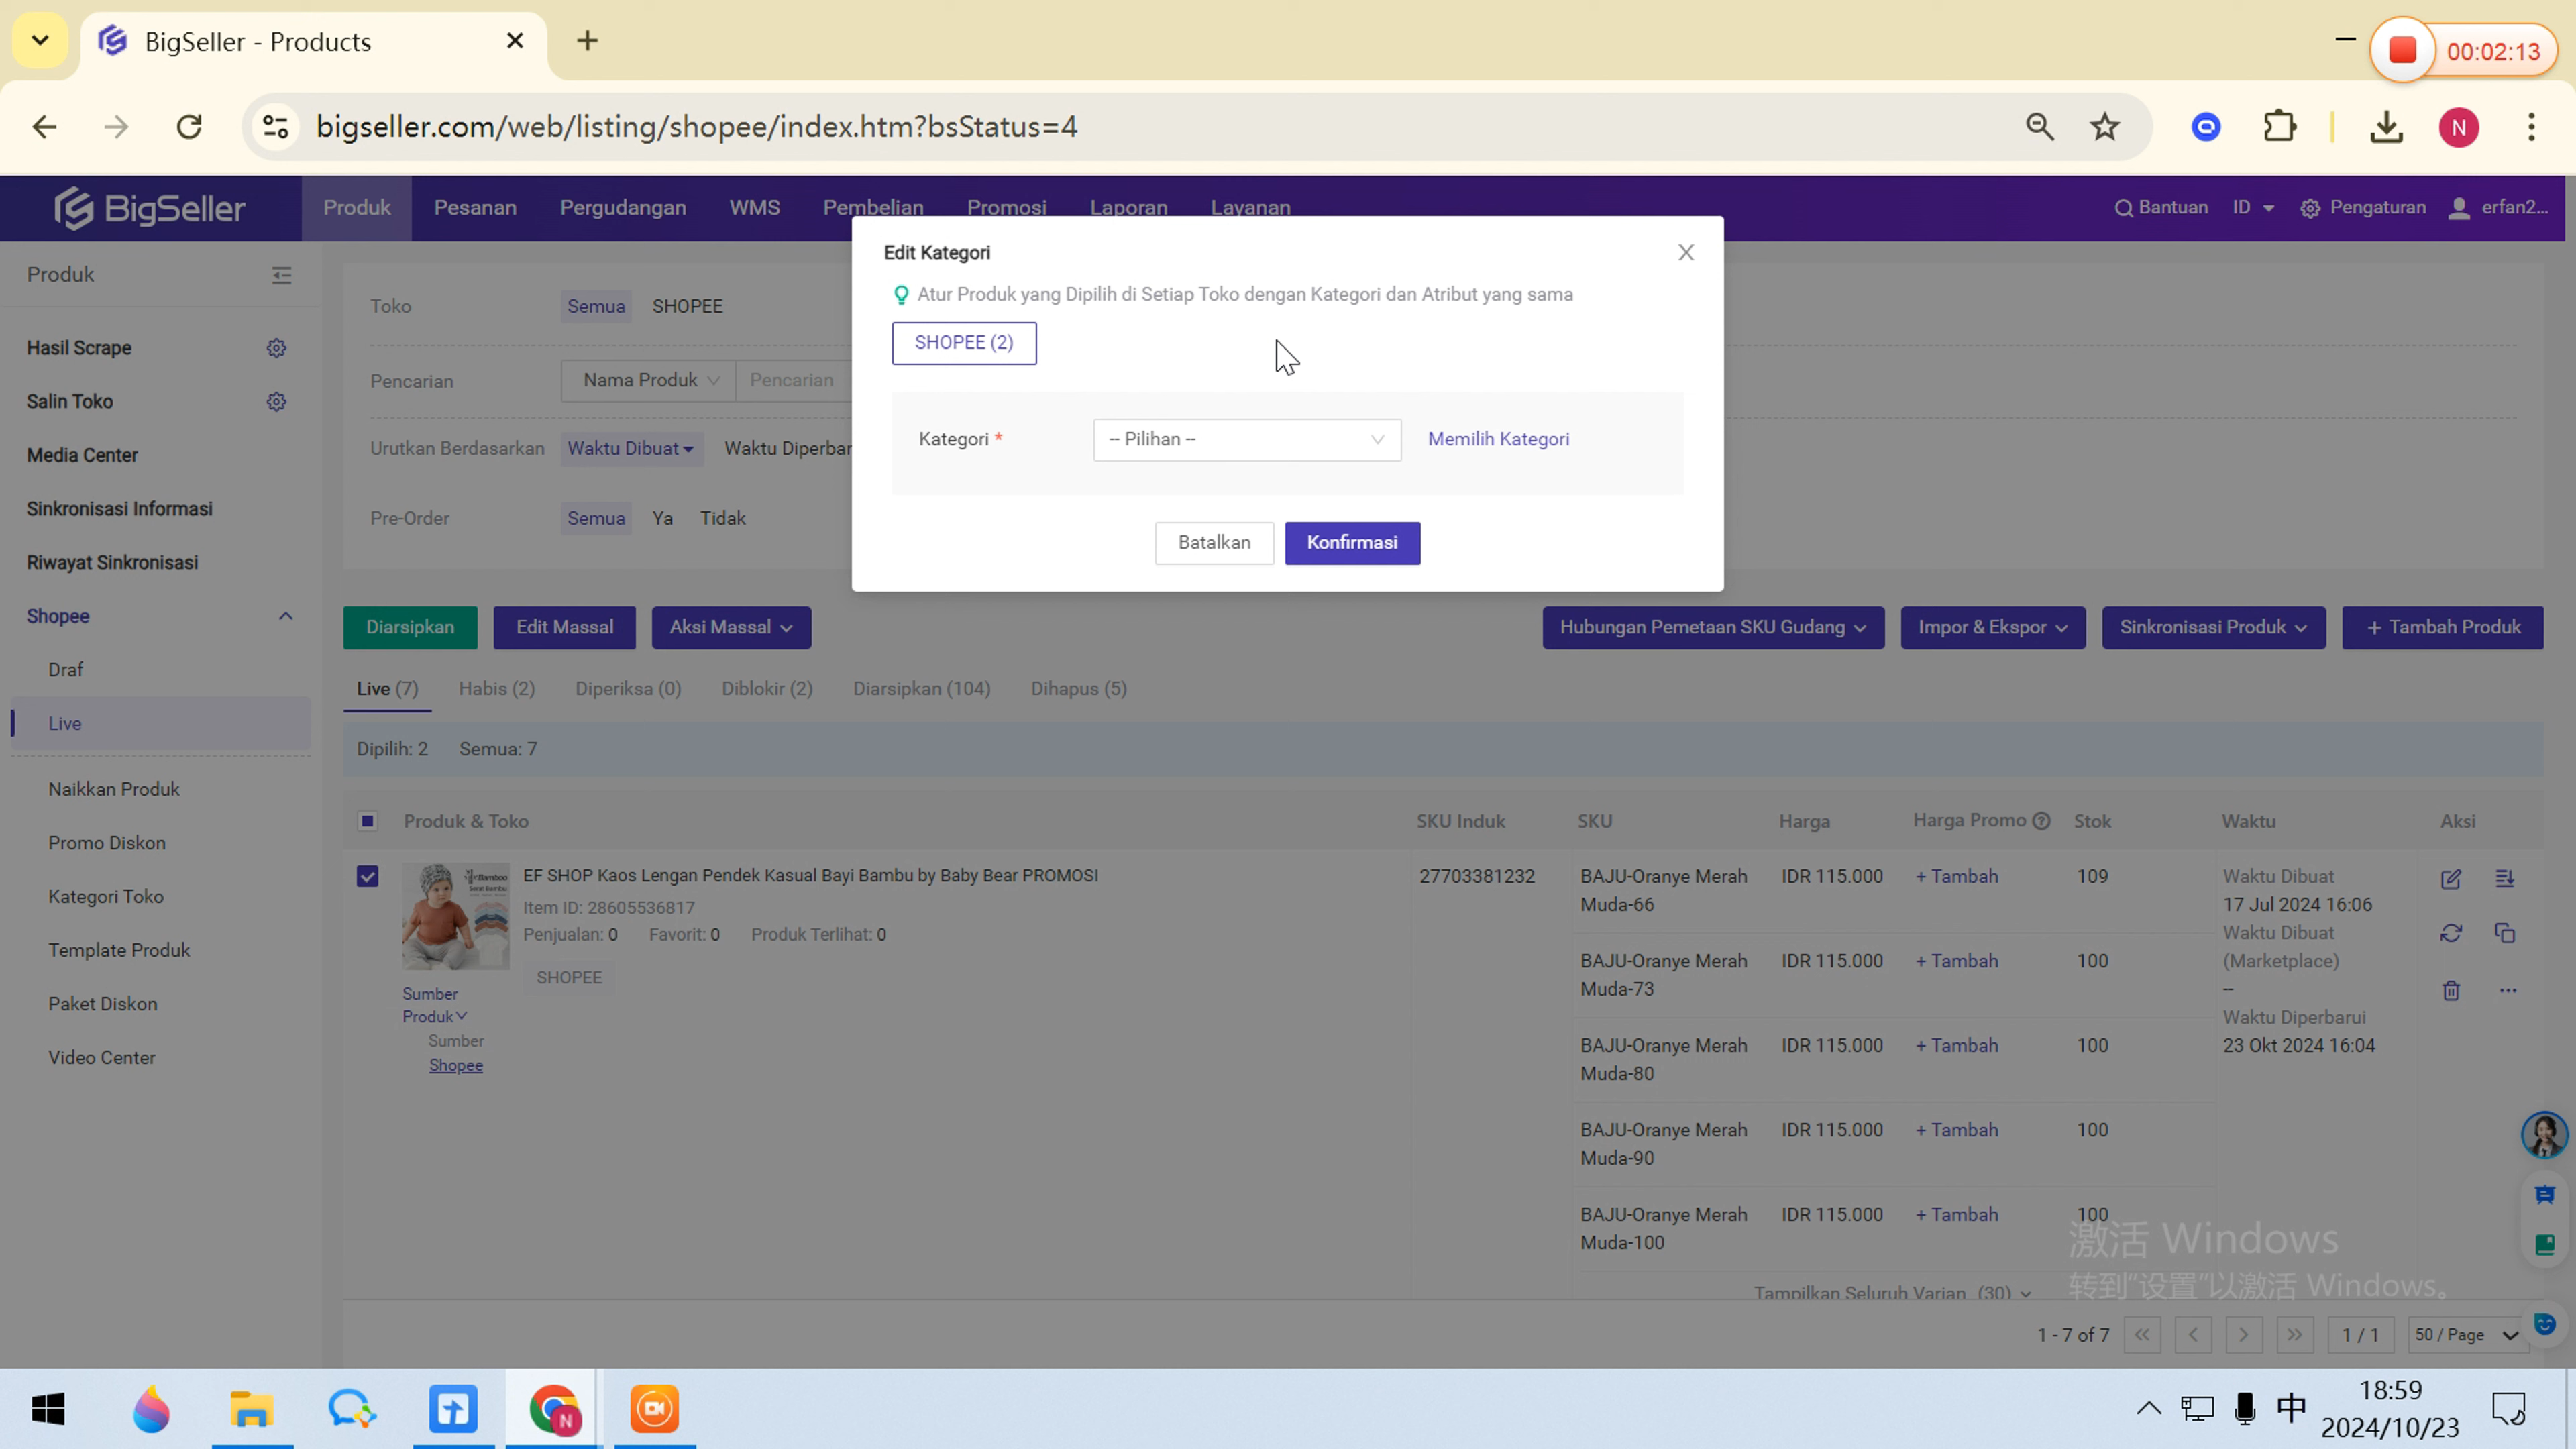 BigSeller - Products
00:02:13
bigseller.com/web/listing/shopee/index.htm?bsStatus=4
N
BigSeller
Produk
Pesanan
Pergudangan
WMS
Pembelian
Promosi
Laporan
Layanan
Bantuan
ID
Pengaturan
erfan2...
Edit Kategori
Atur Produk yang Dipilih di Setiap Toko dengan Kategori dan Atribut yang sama
SHOPEE (2)
Kategori *
-- Pilihan --
Memilih Kategori
Batalkan
Konfirmasi
Produk
Hasil Scrape
Salin Toko
Media Center
Sinkronisasi Informasi
Riwayat Sinkronisasi
Shopee
Draf
Live
Naikkan Produk
Promo Diskon
Kategori Toko
Template Produk
Paket Diskon
Video Center
Toko
Semua
SHOPEE
Pencarian
Nama Produk
Pencarian
Urutkan Berdasarkan
Waktu Dibuat
Waktu Diperbar
Pre-Order
Semua
Ya
Tidak
Diarsipkan
Edit Massal
Aksi Massal
Hubungan Pemetaan SKU Gudang
Impor & Ekspor
Sinkronisasi Produk
+ Tambah Produk
Live (7)
Habis (2)
Diperiksa (0)
Diblokir (2)
Diarsipkan (104)
Dihapus (5)
Dipilih: 2
Semua: 7
Produk & Toko
SKU Induk
SKU
Harga
Harga Promo
Stok
Waktu
Aksi
EF SHOP Kaos Lengan Pendek Kasual Bayi Bambu by Baby Bear PROMOSI
Item ID: 28605536817
Penjualan: 0
Favorit: 0
Produk Terlihat: 0
SHOPEE
Sumber
Produk
Sumber
Shopee
27703381232
BAJU-Oranye Merah
Muda-66
IDR 115.000
+ Tambah
109
BAJU-Oranye Merah
Muda-73
IDR 115.000
+ Tambah
100
BAJU-Oranye Merah
Muda-80
IDR 115.000
+ Tambah
100
BAJU-Oranye Merah
Muda-90
IDR 115.000
+ Tambah
100
BAJU-Oranye Merah
Muda-100
IDR 115.000
+ Tambah
100
Waktu Dibuat
17 Jul 2024 16:06
Waktu Dibuat
(Marketplace)
--
Waktu Diperbarui
23 Okt 2024 16:04
Tampilkan Seluruh Varian (30)
激活 Windows
转到“设置”以激活 Windows。
1 - 7 of 7
1 / 1
50 / Page
N
中
18:59
2024/10/23